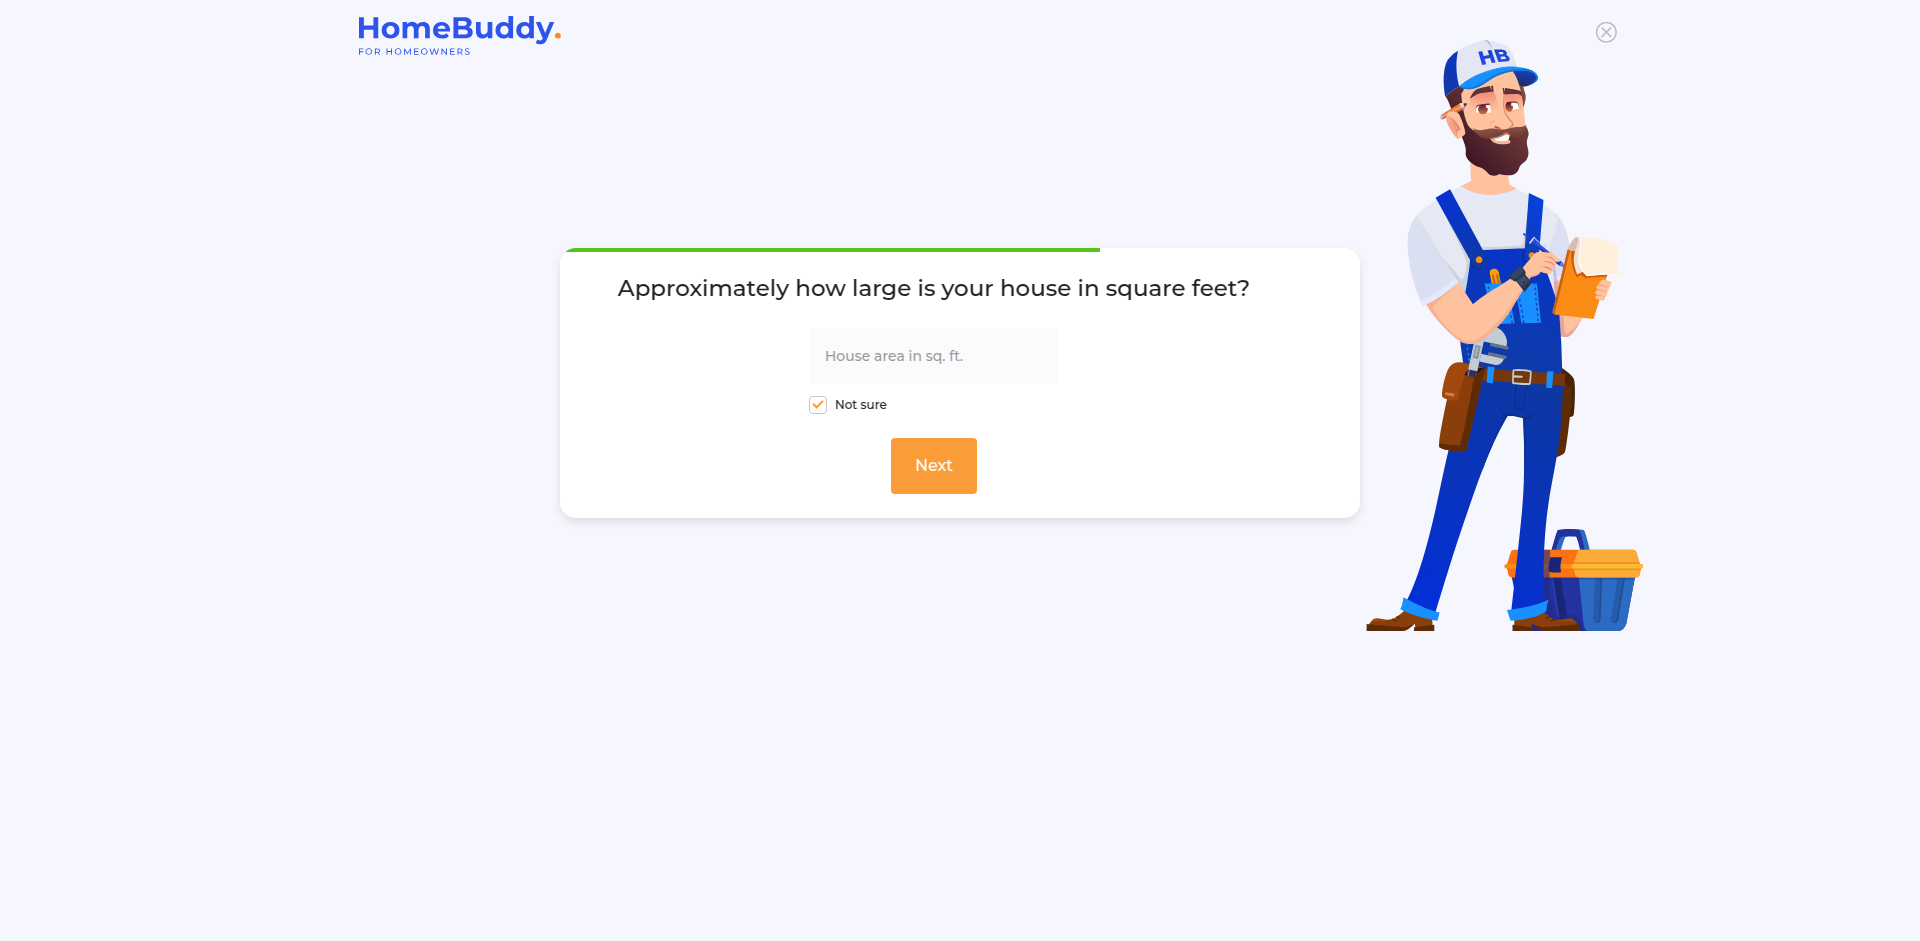 HomeBuddy.
FOR HOMEOWNERS
HB
Approximately how large is your house in square feet?
House area in sq. ft.
Not sure
Next